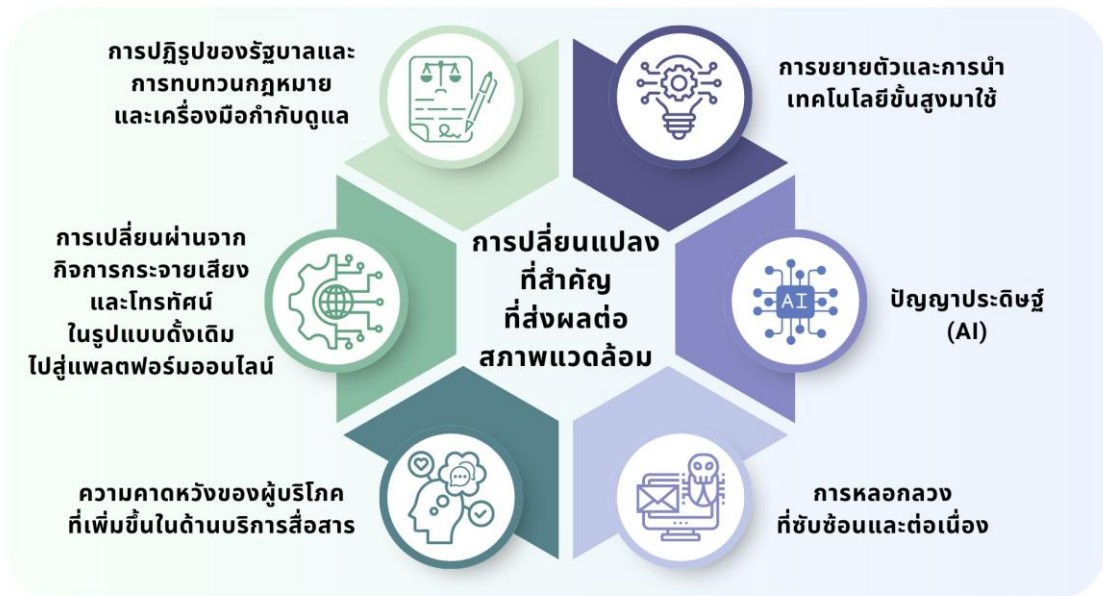 การปฏิรูปของรัฐบาลและ
การทบทวนกฎหมาย
และเครื่องมือกำกับดูแล
การขยายตัวและการนำ
เทคโนโลยีขั้นสูงมาใช้
การเปลี่ยนผ่านจาก
กิจการกระจายเสียง
และโทรทัศน์
ในรูปแบบดั้งเดิม
ไปสู่แพลตฟอร์มออนไลน์
การปลี่ยนแปลง
ที่สำคัญ
ที่ส่งผลต่อ
สภาพแวดล้อม
AI
ปัญญาประดิษฐ์
(AI)
ความคาดหวังของผู้บริโภค
ที่เพิ่มขึ้นในด้านบริการสื่อสาร
การหลอกลวง
ที่ซับซ้อนและต่อเนื่อง